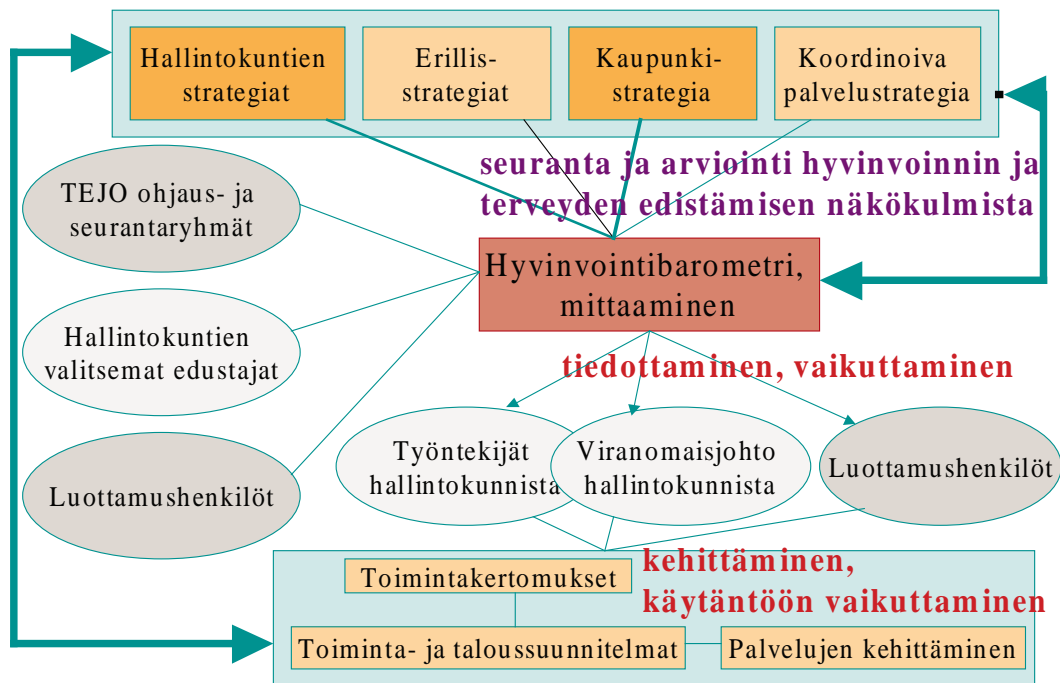 Hallintokuntien
strategiat
Erillis-
strategiat
Kaupunki-
strategia
Koordinoiva
palvelustrategia
seuranta ja arviointi hyvinvoinnin ja
terveyden edistämisen näkökulmista
TEJO ohjaus- ja
seurantaryhmät
Hyvinvointibarometri,
mittaaminen
Hallintokuntien
valitsemat edustajat
tiedottaminen, vaikuttaminen
Luottamushenkilöt
Työntekijät
hallintokunnista
Viranomaisjohto
hallintokunnista
Luottamushenkilöt
kehittäminen,
käytäntöön vaikuttaminen
Toimintakertomukset
Toiminta- ja taloussuunnitelmat
Palvelujen kehittäminen